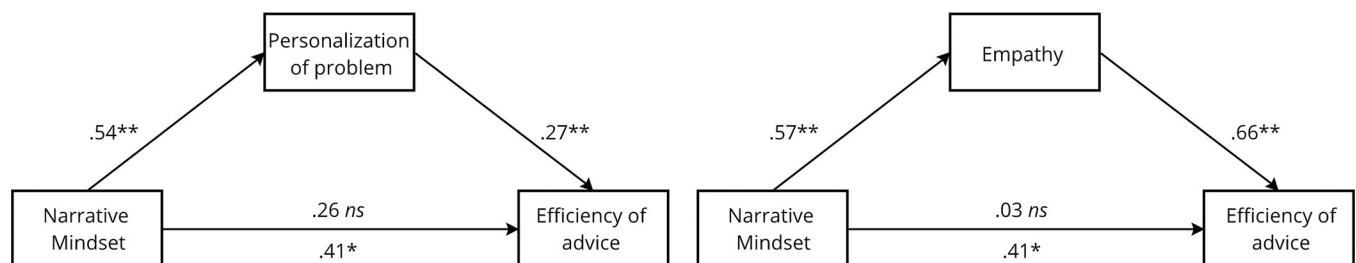 Personalization
of problem
.54**
.27**
Narrative
Mindset
.26 ns
.41*
Efficiency of
advice
Empathy
.57**
.66**
Narrative
Mindset
.03 ns
.41*
Efficiency of
advice